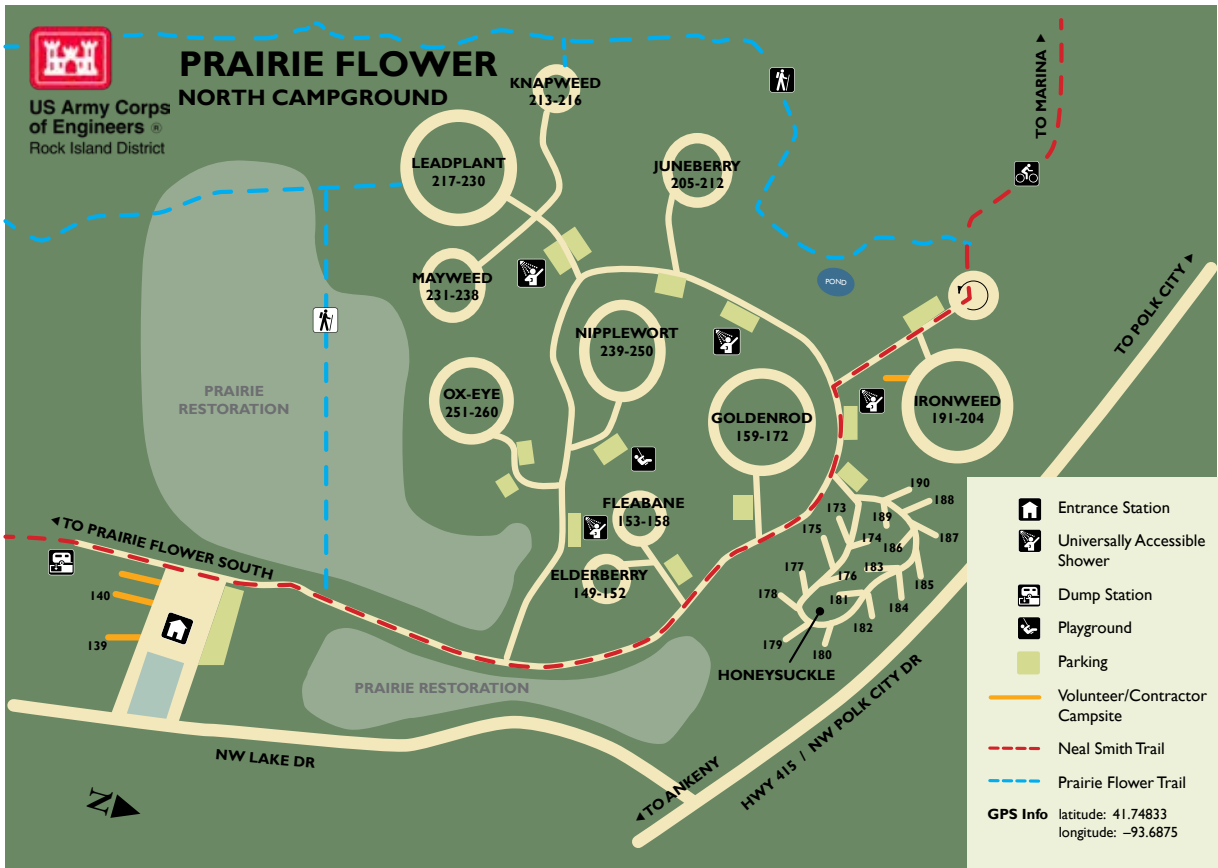 US Army Corps
of Engineers ®
Rock Island District
PRAIRIE FLOWER
NORTH CAMPGROUND
KNAPWEED
213-216
LEADPLANT
217-230
JUNEBERRY
205-212
TO MARINA
MAYWEED
231-238
POND
NIPPLEWORT
239-250
TO POLK CITY
PRAIRIE
RESTORATION
OX-EYE
251-260
GOLDENROD
159-172
IRONWEED
191-204
FLEABANE
153-158
ELDERBERRY
149-152
190
188
189
187
173
175
174
186
183
185
177
176
178
181
184
182
179
180
HONEYSUCKLE
TO PRAIRIE FLOWER SOUTH
140
139
PRAIRIE RESTORATION
NW LAKE DR
TO ANKENY
HWY 415 / NW POLK CITY DR
N
Entrance Station
Universally Accessible
Shower
Dump Station
Playground
Parking
Volunteer/Contractor
Campsite
Neal Smith Trail
Prairie Flower Trail
GPS Info latitude: 41.74833
longitude: –93.6875